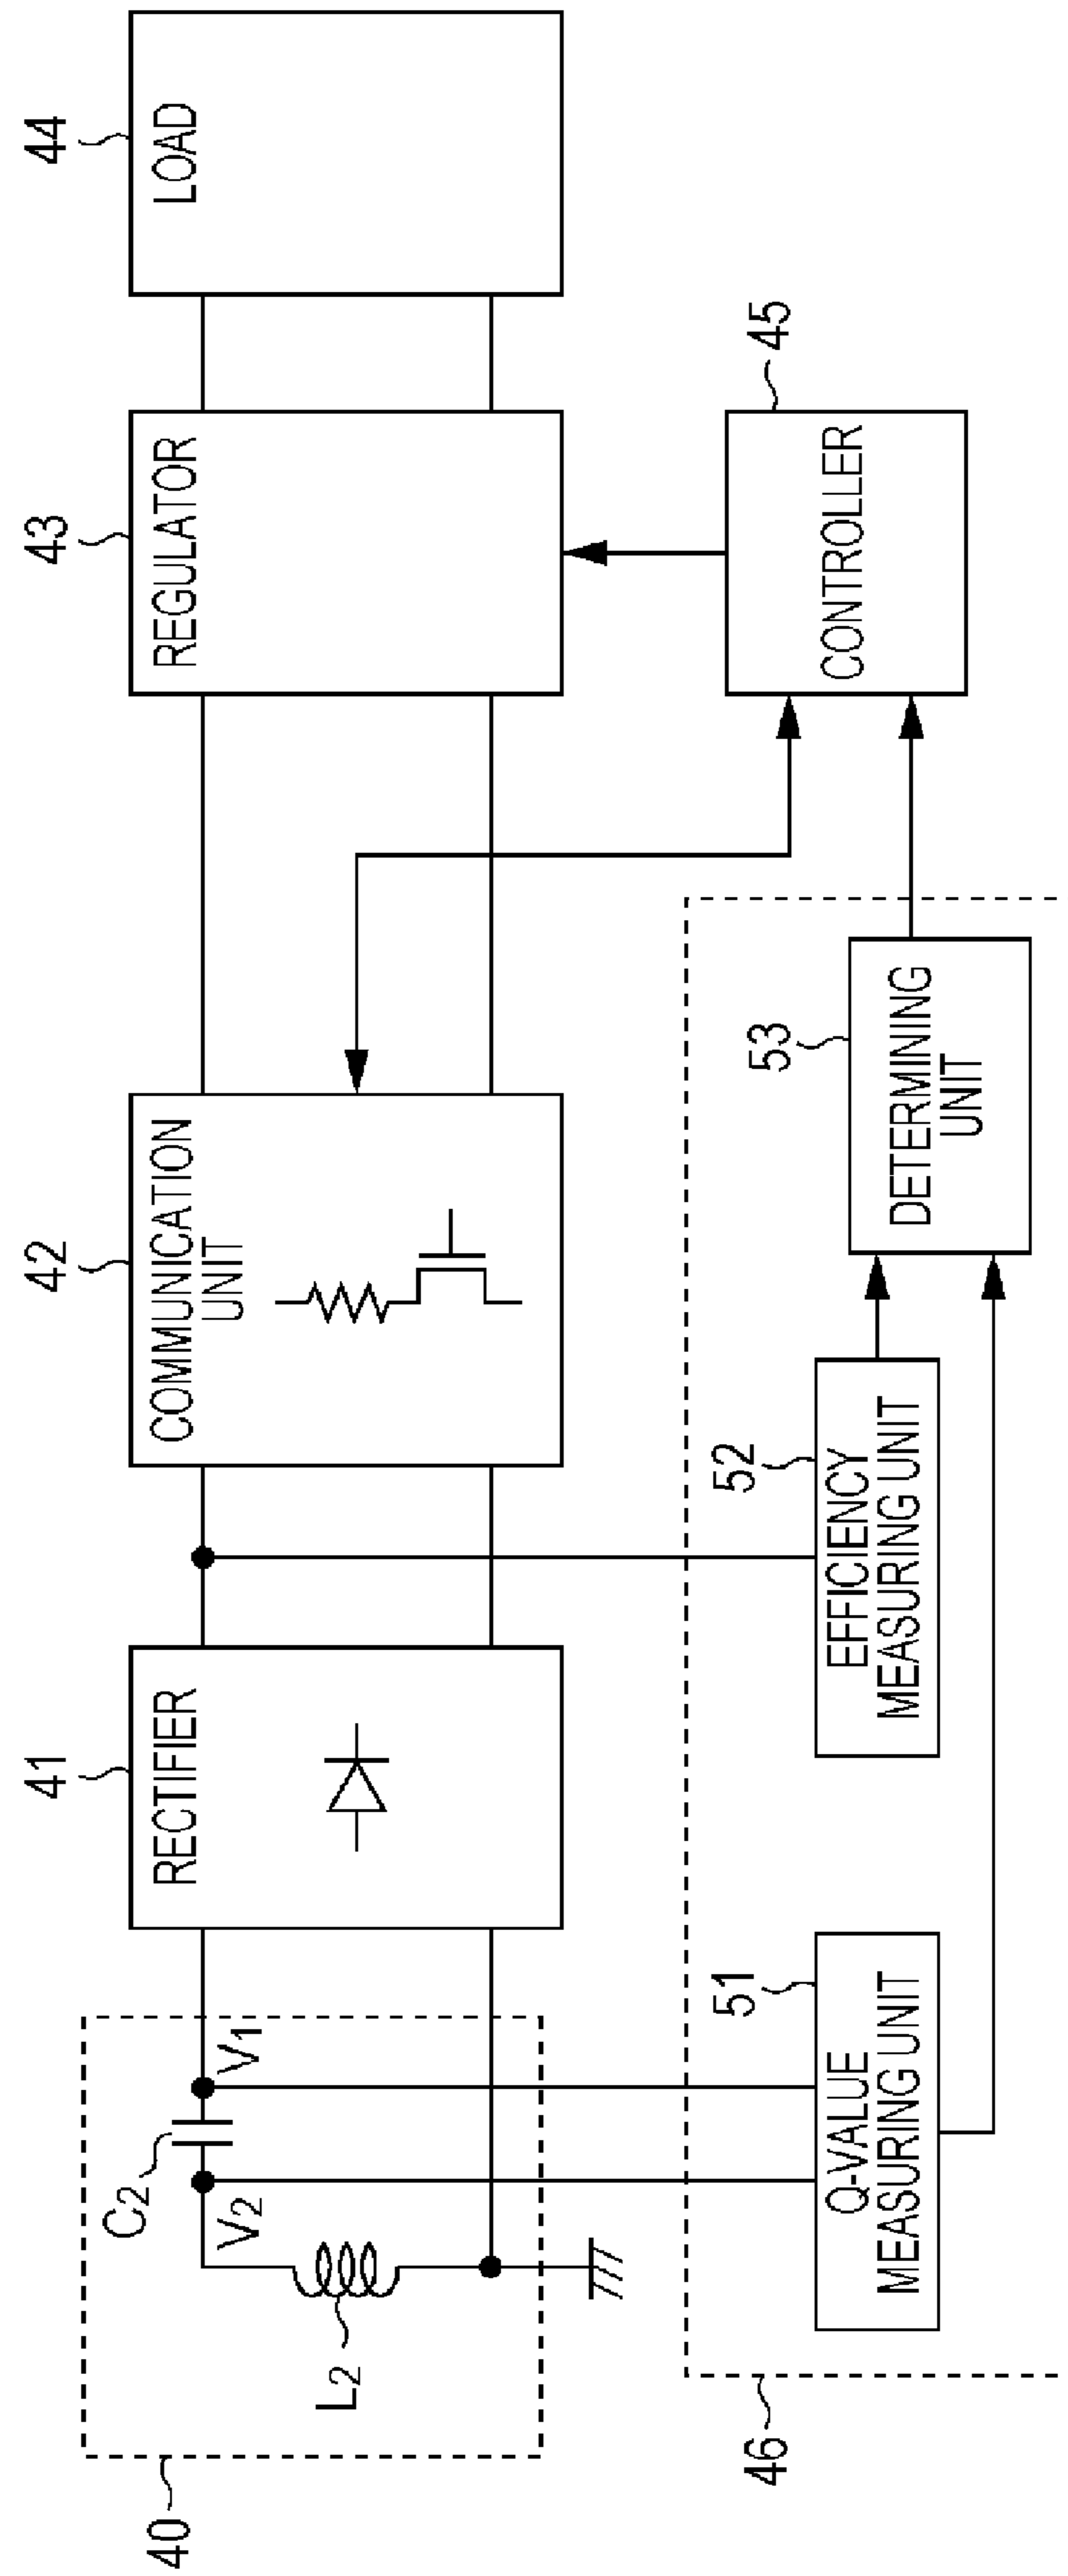 40
L2
C2
V2
V1
41
RECTIFIER
42
COMMUNICATION
UNIT
43
REGULATOR
44
LOAD
45
CONTROLLER
46
51
Q-VALUE
MEASURING UNIT
52
EFFICIENCY
MEASURING UNIT
53
DETERMINING
UNIT